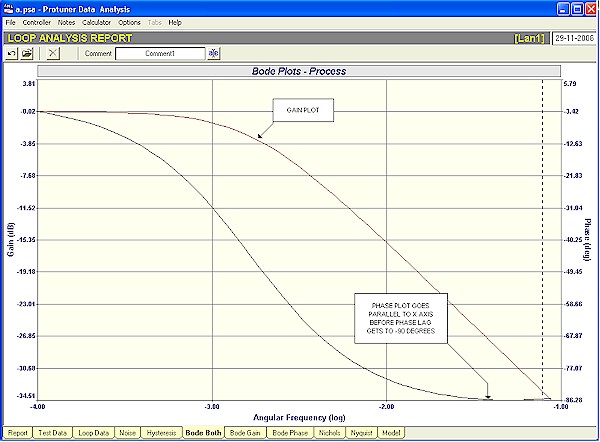 a.psa - Protuner Data Analysis
File Controller Notes Calculator Options Tabs Help
LOOP ANALYSIS REPORT [Lan1] 29-11-2006
Comment Comment1
Bode Plots - Process
3.81 5.79
-0.02 -3.42
-3.85 -12.63
-7.68 -21.83
-11.52 -31.04
-15.35 -40.25
-19.18 -49.45
-23.01 -58.66
-26.85 -67.87
-30.68 -77.07
-34.51 -86.28
Gain (dB)
Phase (deg)
GAIN PLOT
PHASE PLOT GOES
PARALLEL TO X AXIS
BEFORE PHASE LAG
GETS TO -90 DEGREES
-4.00 -3.00 -2.00 -1.00
Angular Frequency (log)
Report Test Data Loop Data Noise Hysteresis Bode Both Bode Gain Bode Phase Nichols Nyquist Model